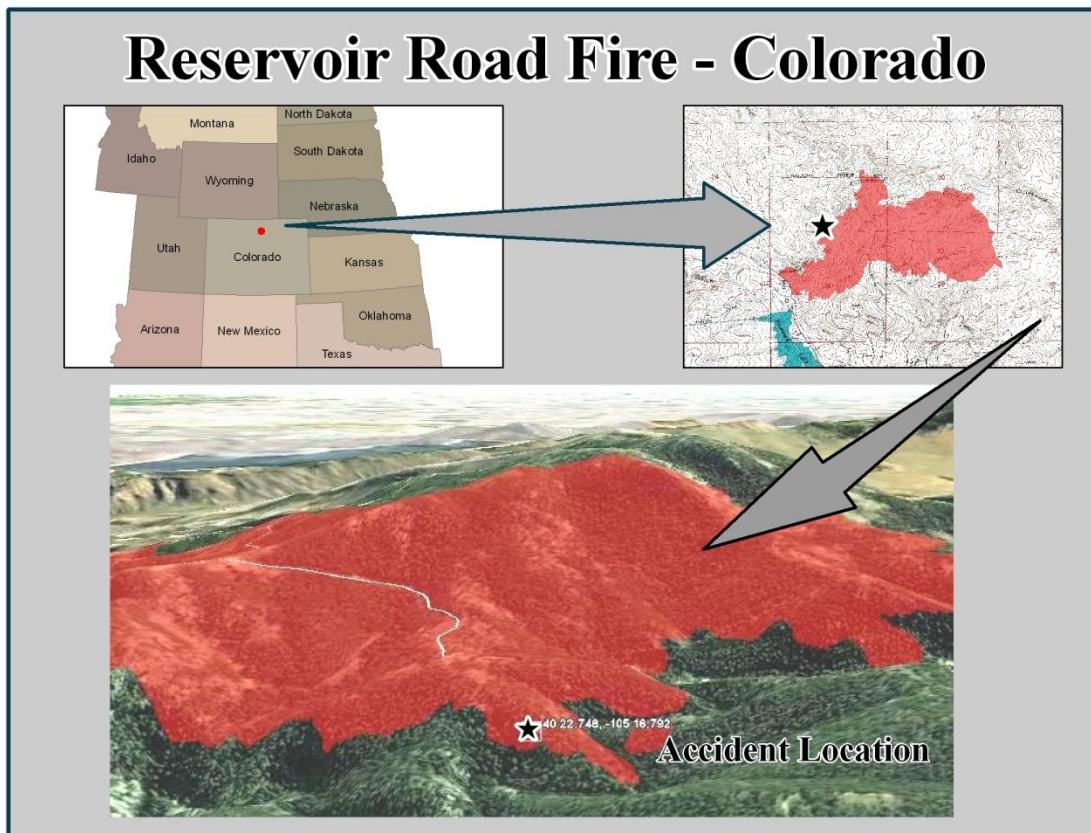 Reservoir Road Fire - Colorado
Montana
North Dakota
South Dakota
Idaho
Wyoming
Nebraska
Utah
Colorado
Kansas
Arizona
New Mexico
Oklahoma
Texas
40 22.748, -105 16.792
Accident Location